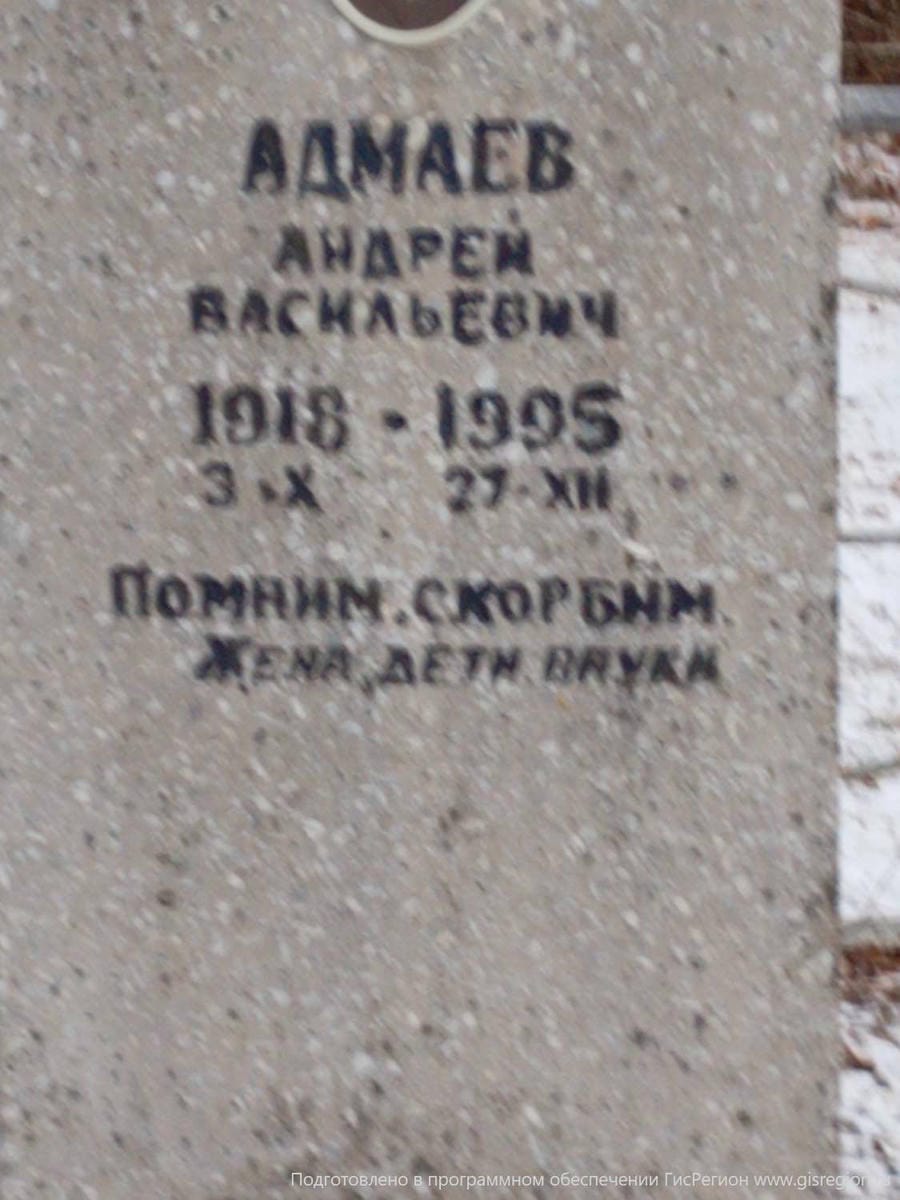 АДМАЕВ
АНДРЕЙ
ВАСИЛЬЕВИЧ
1918 - 1995
3 • X 27 • XII
ПОМНИМ. СКОРБИМ.
ЖЕНА, ДЕТИ. ВНУКИ
Подготовлено в программном обеспечении ГисРегион www.gisregion.ru